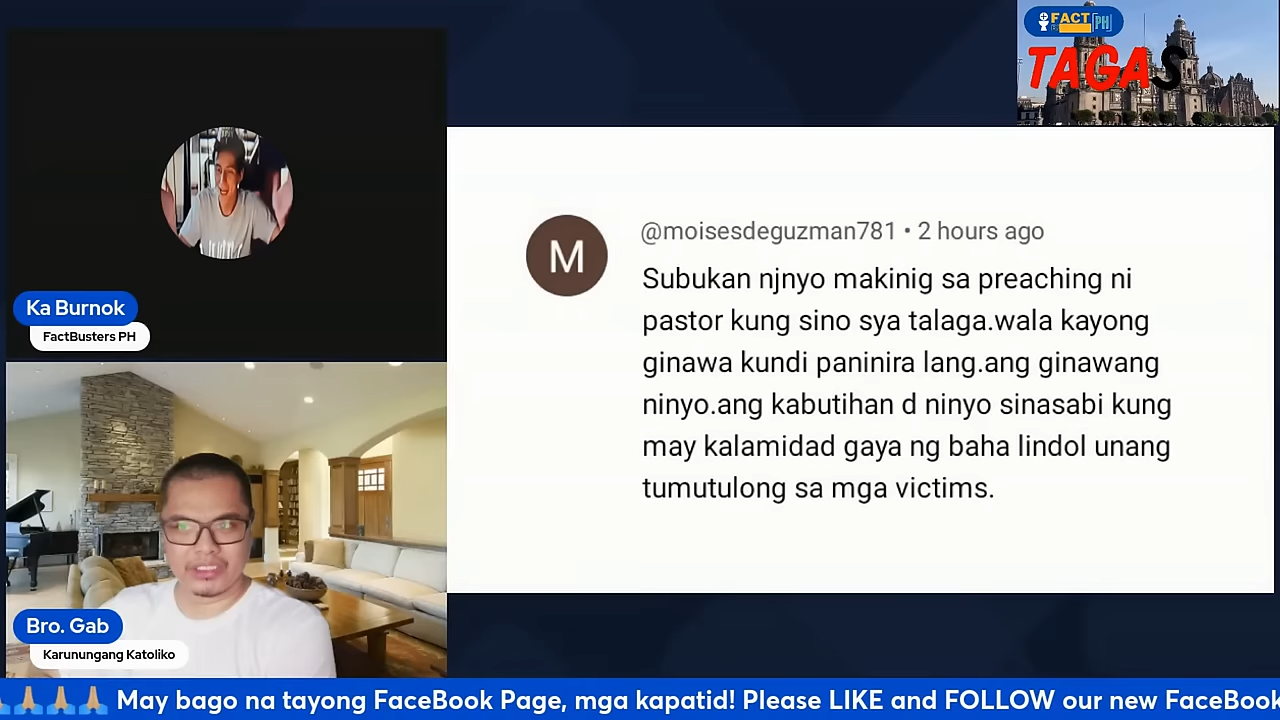 FACT PH
TAGAS
M
@moisesdeguzman781 • 2 hours ago
Subukan njnyo makinig sa preaching ni
pastor kung sino sya talaga.wala kayong
ginawa kundi paninira lang.ang ginawang
ninyo.ang kabutihan d ninyo sinasabi kung
may kalamidad gaya ng baha lindol unang
tumutulong sa mga victims.
Ka Burnok
FactBusters PH
Bro. Gab
Karunungang Katoliko
May bago na tayong FaceBook Page, mga kapatid! Please LIKE and FOLLOW our new FaceBook